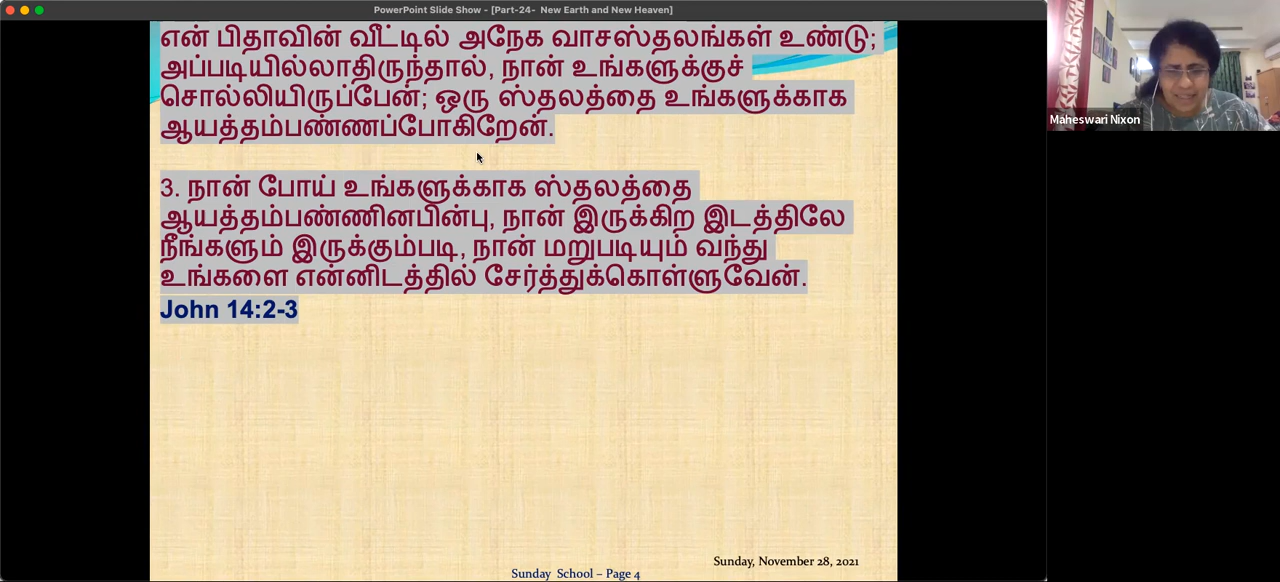 PowerPoint Slide Show - [Part-24- New Earth and New Heaven]
என் பிதாவின் வீட்டில் அநேக வாசஸ்தலங்கள் உண்டு;
அப்படியில்லாதிருந்தால், நான் உங்களுக்குச்
சொல்லியிருப்பேன்; ஒரு ஸ்தலத்தை உங்களுக்காக
ஆயத்தம்பண்ணப்போகிறேன்.
3. நான் போய் உங்களுக்காக ஸ்தலத்தை
ஆயத்தம்பண்ணினபின்பு, நான் இருக்கிற இடத்திலே
நீங்களும் இருக்கும்படி, நான் மறுபடியும் வந்து
உங்களை என்னிடத்தில் சேர்த்துக்கொள்ளுவேன்.
John 14:2-3
Sunday, November 28, 2021
Sunday School – Page 4
Maheswari Nixon